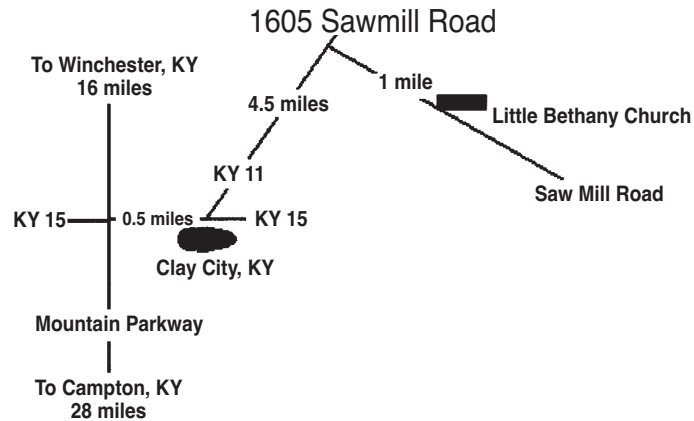 1605 Sawmill Road
To Winchester, KY
16 miles
1 mile
4.5 miles
Little Bethany Church
KY 11
Saw Mill Road
KY 15 0.5 miles KY 15
Clay City, KY
Mountain Parkway
To Campton, KY
28 miles